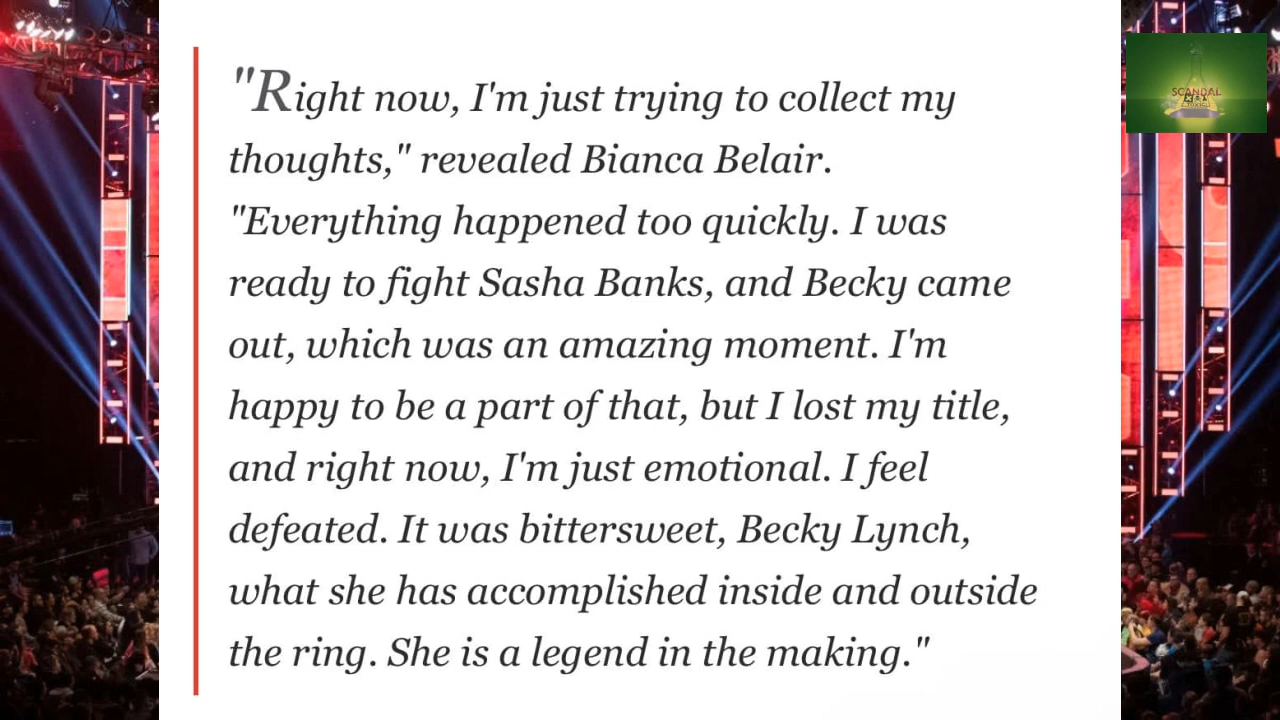 "Right now, I'm just trying to collect my
thoughts," revealed Bianca Belair.
"Everything happened too quickly. I was
ready to fight Sasha Banks, and Becky came
out, which was an amazing moment. I'm
happy to be a part of that, but I lost my title,
and right now, I'm just emotional. I feel
defeated. It was bittersweet, Becky Lynch,
what she has accomplished inside and outside
the ring. She is a legend in the making."
SCANDAL